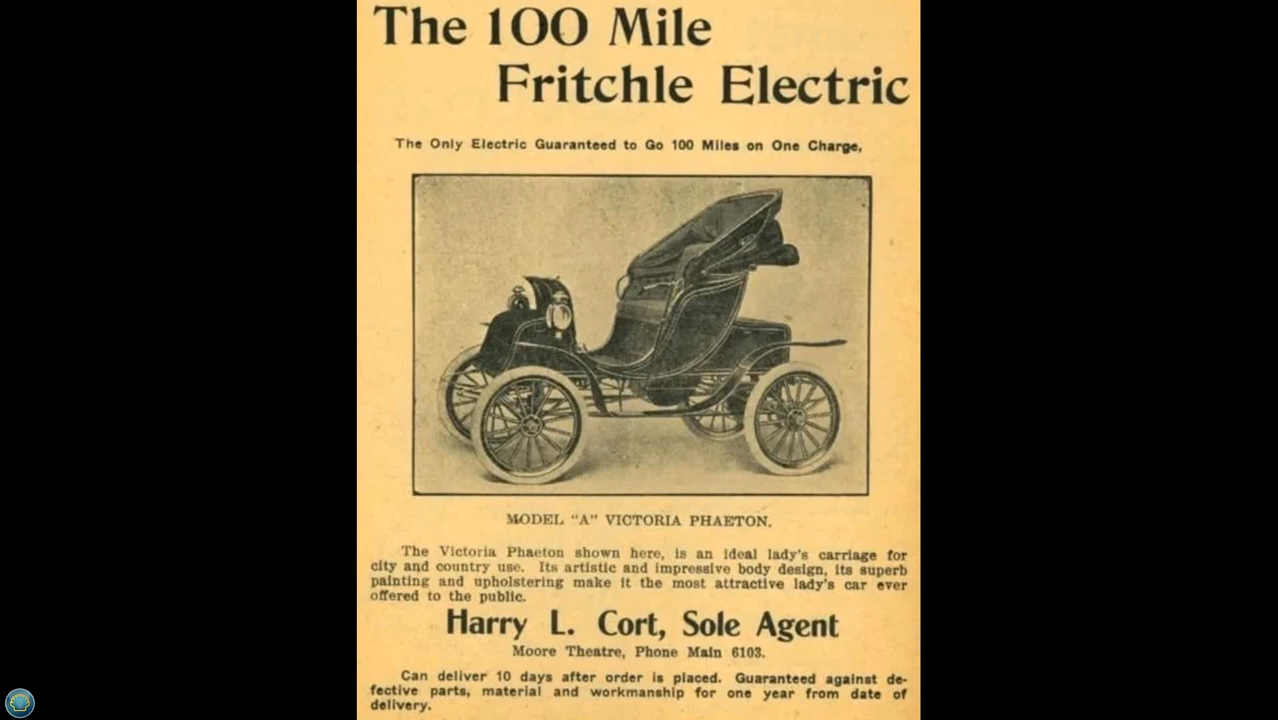 The 100 Mile
Fritchle Electric
The Only Electric Guaranteed to Go 100 Miles on One Charge,
MODEL "A" VICTORIA PHAETON.
The Victoria Phaeton shown here, is an ideal lady's carriage for
city and country use. Its artistic and impressive body design, its superb
painting and upholstering make it the most attractive lady's car ever
offered to the public.
Harry L. Cort, Sole Agent
Moore Theatre, Phone Main 6103.
Can deliver 10 days after order is placed. Guaranteed against de-
fective parts, material and workmanship for one year from date of
delivery.